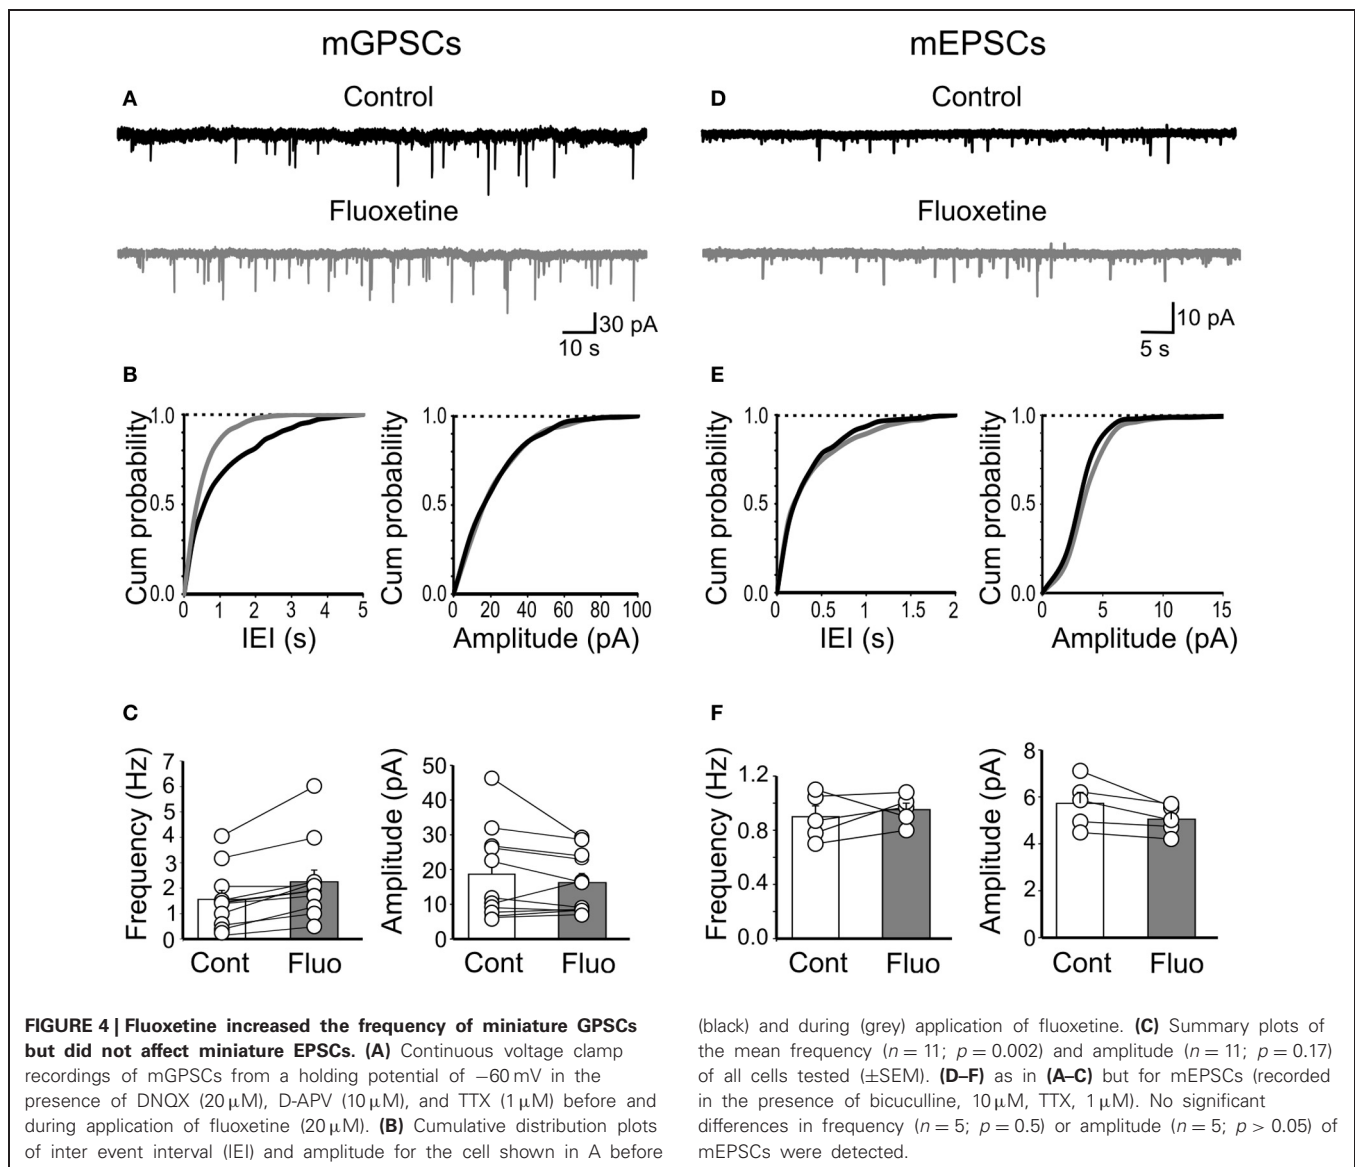 mGPSCs
A
Control
Fluoxetine
30 pA
10 s
B
Cum probability
1.0
0.5
0.0
0 1 2 3 4 5
IEI (s)
Cum probability
1.0
0.5
0.0
0 20 40 60 80 100
Amplitude (pA)
C
Frequency (Hz)
7
6
5
4
3
2
1
0
Cont Fluo
Amplitude (pA)
50
40
30
20
10
0
Cont Fluo
mEPSCs
D
Control
Fluoxetine
10 pA
5 s
E
Cum probability
1.0
0.5
0.0
0 0.5 1 1.5 2
IEI (s)
Cum probability
1.0
0.5
0.0
0 5 10 15
Amplitude (pA)
F
Frequency (Hz)
1.2
0.8
0.4
0.0
Cont Fluo
Amplitude (pA)
8
6
4
2
0
Cont Fluo
FIGURE 4 | Fluoxetine increased the frequency of miniature GPSCs
but did not affect miniature EPSCs. (A) Continuous voltage clamp
recordings of mGPSCs from a holding potential of −60 mV in the
presence of DNQX (20 μM), D-APV (10 μM), and TTX (1 μM) before and
during application of fluoxetine (20 μM). (B) Cumulative distribution plots
of inter event interval (IEI) and amplitude for the cell shown in A before
(black) and during (grey) application of fluoxetine. (C) Summary plots of
the mean frequency (n = 11; p = 0.002) and amplitude (n = 11; p = 0.17)
of all cells tested (±SEM). (D–F) as in (A–C) but for mEPSCs (recorded
in the presence of bicuculline, 10 μM, TTX, 1 μM). No significant
differences in frequency (n = 5; p = 0.5) or amplitude (n = 5; p > 0.05) of
mEPSCs were detected.